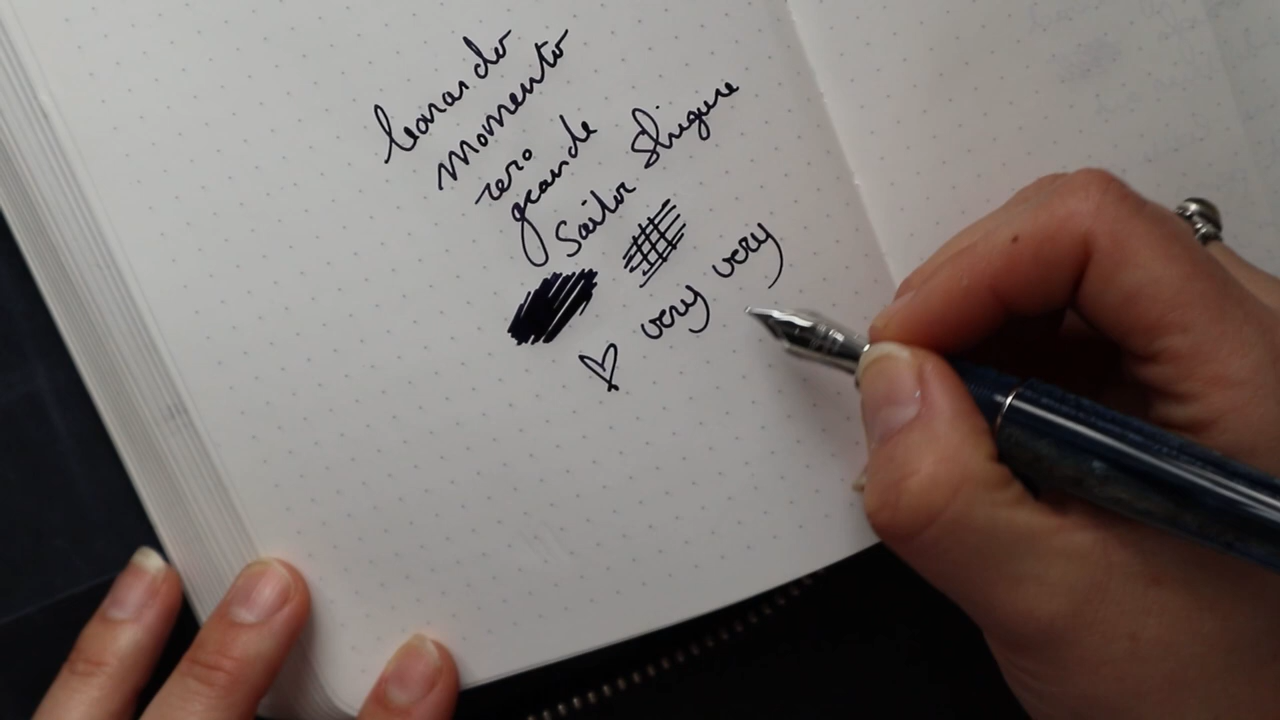 leonardo
momento
zero
grande
Sailor Shigure
very very